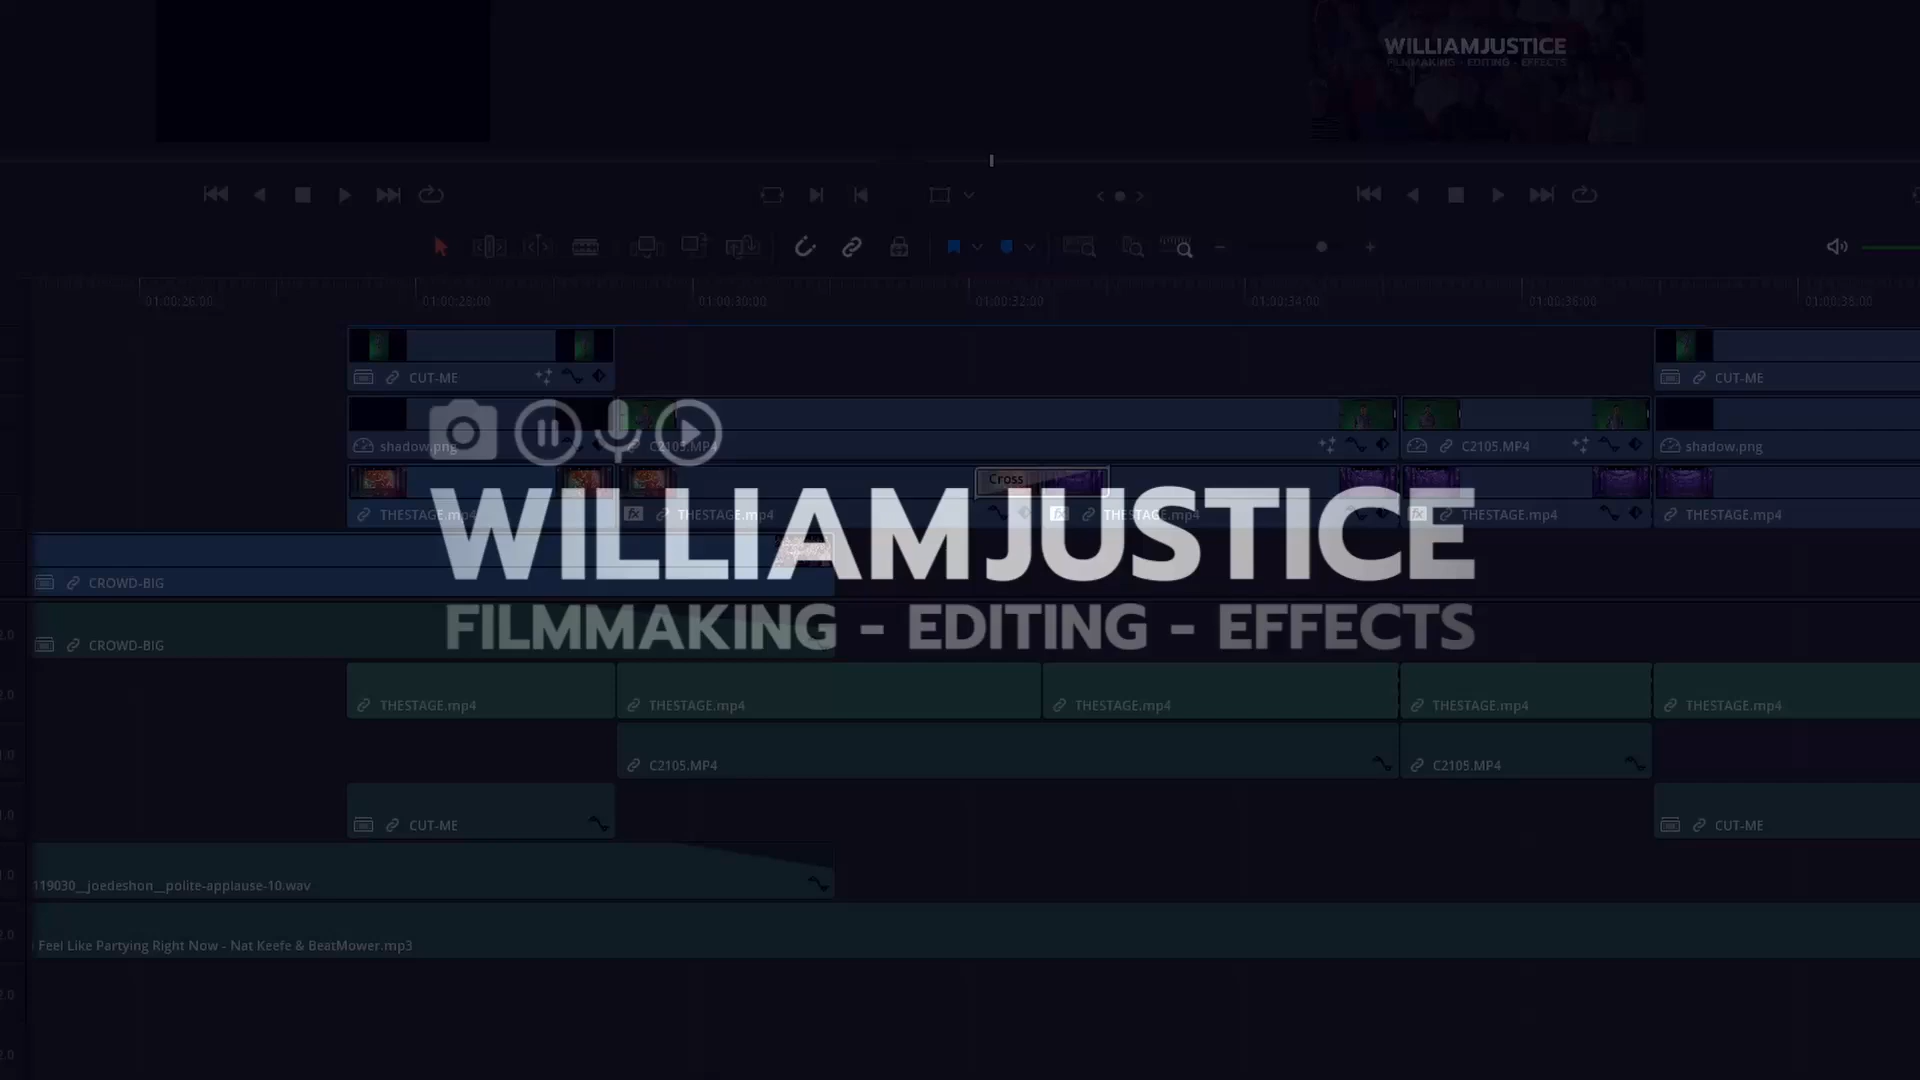 WILLIAMJUSTICE
FILMMAKING - EDITING - EFFECTS
01:00:26:00 01:00:28:00 01:00:30:00 01:00:32:00 01:00:34:00 01:00:36:00 01:00:38:00
CUT-ME CUT-ME
shadow.png C2105.MP4 C2105.MP4 shadow.png
Cross
THESTAGE.mp4 THESTAGE.mp4 THESTAGE.mp4 THESTAGE.mp4 THESTAGE.mp4
WILLIAMJUSTICE
CROWD-BIG
FILMMAKING - EDITING - EFFECTS
CROWD-BIG
THESTAGE.mp4 THESTAGE.mp4 THESTAGE.mp4 THESTAGE.mp4 THESTAGE.mp4
C2105.MP4 C2105.MP4
CUT-ME CUT-ME
119030__joedeshon__polite-applause-10.wav
Feel Like Partying Right Now - Nat Keefe & BeatMower.mp3